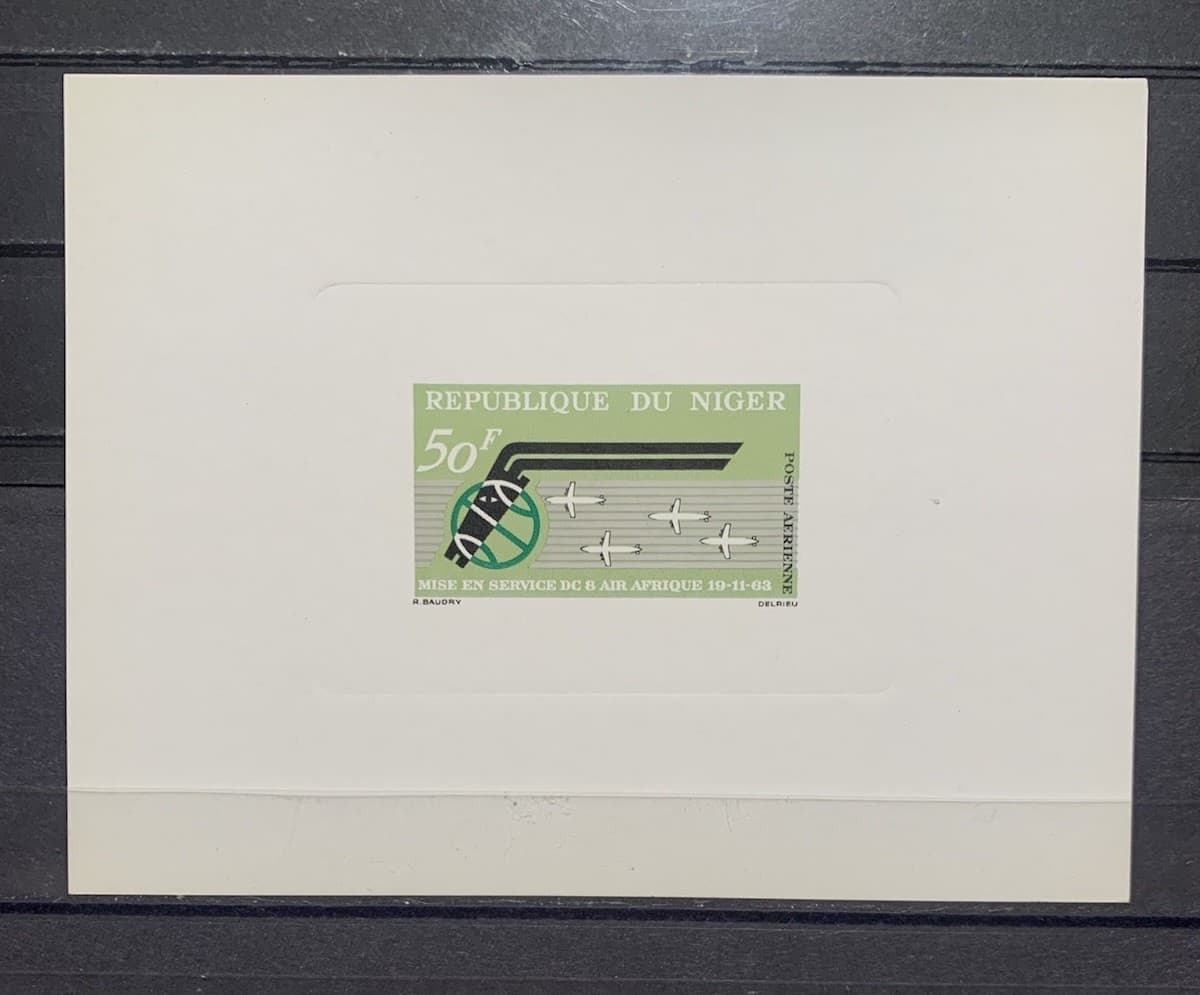 REPUBLIQUE DU NIGER
50F
POSTE AERIENNE
MISE EN SERVICE DC 8 AIR AFRIQUE 19-11-63
R. BAUDRY
DELRIEU